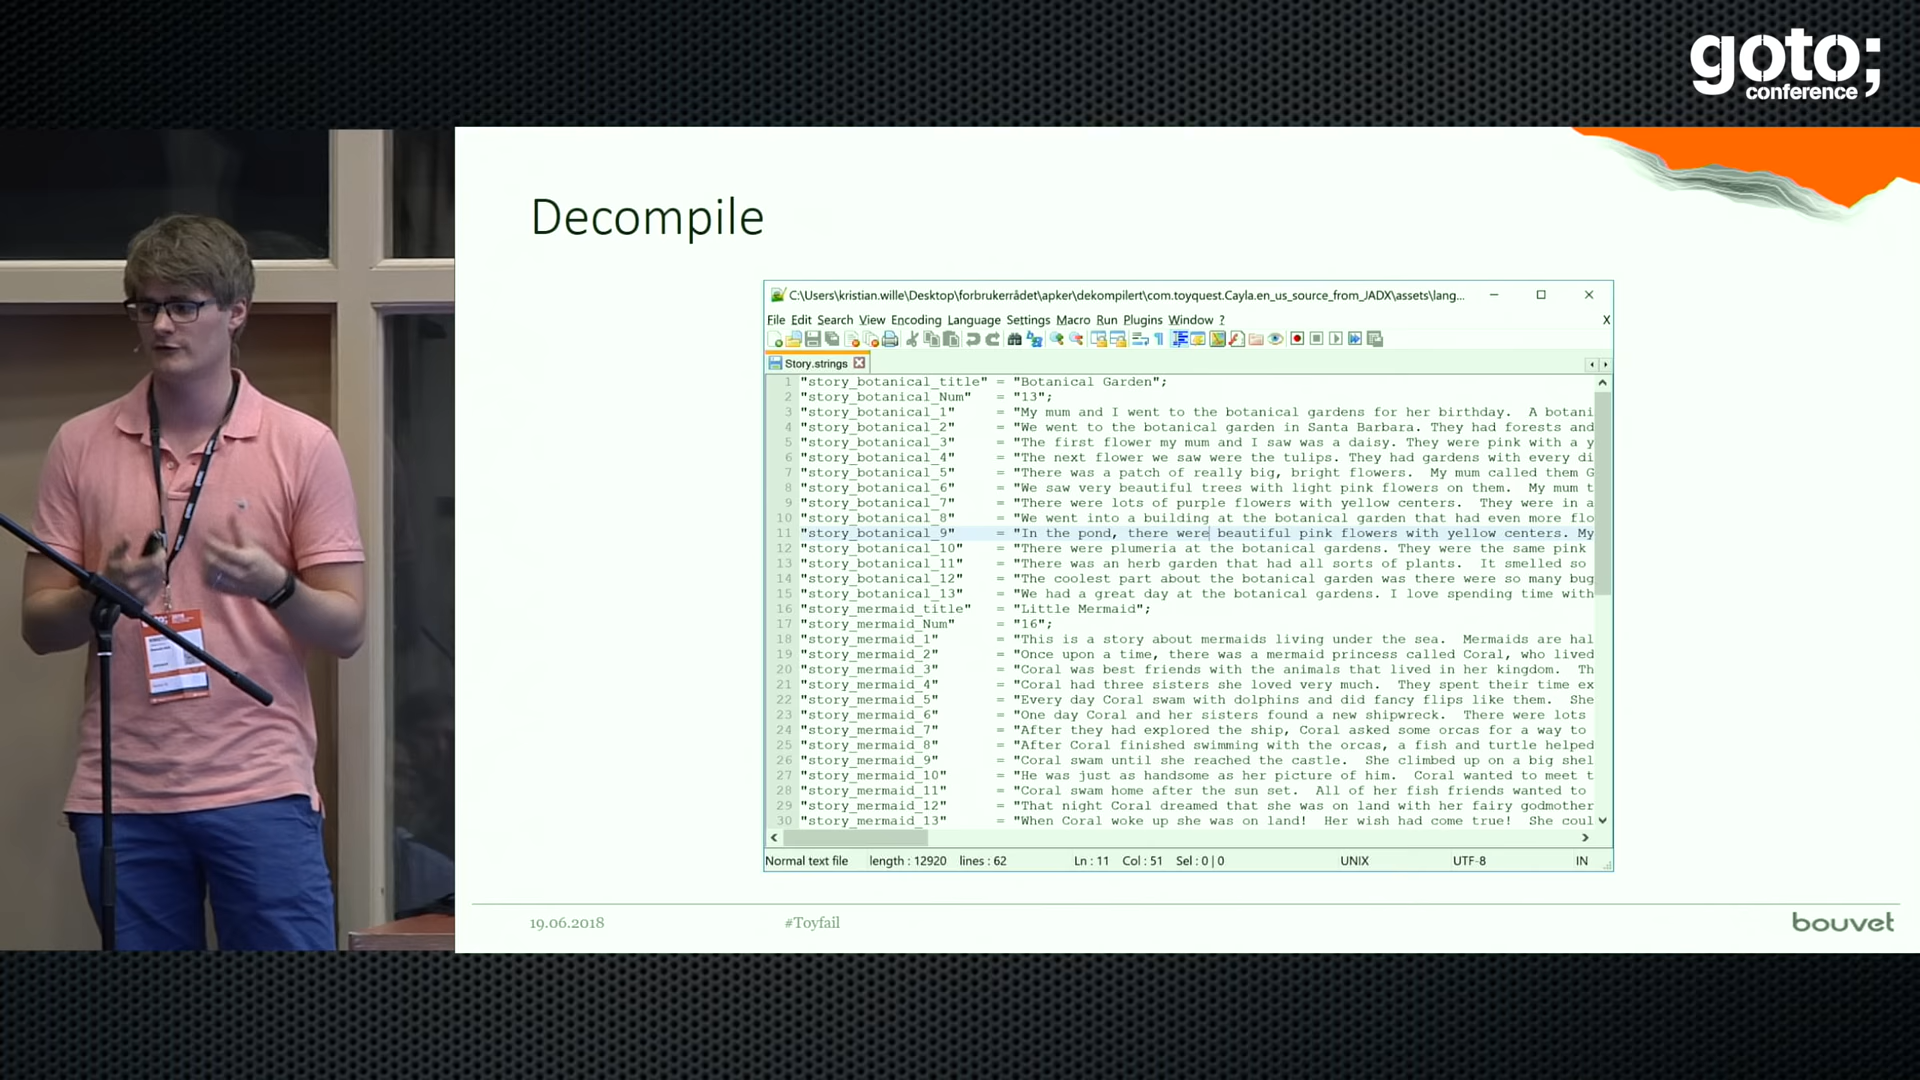 goto;
conference
Decompile
C:\Users\kristian.wille\Desktop\forbrukerrådet\apker\dekompilert\com.toyquest.Cayla.en_us_source_from_JADX\assets\lang...
File Edit Search View Encoding Language Settings Macro Run Plugins Window ? X
Story.strings
1 "story_botanical_title" = "Botanical Garden";
2 "story_botanical_Num" = "13";
3 "story_botanical_1" = "My mum and I went to the botanical gardens for her birthday. A botani
4 "story_botanical_2" = "We went to the botanical garden in Santa Barbara. They had forests and
5 "story_botanical_3" = "The first flower my mum and I saw was a daisy. They were pink with a y
6 "story_botanical_4" = "The next flower we saw were the tulips. They had gardens with every di
7 "story_botanical_5" = "There was a patch of really big, bright flowers. My mum called them G
8 "story_botanical_6" = "We saw very beautiful trees with light pink flowers on them. My mum t
9 "story_botanical_7" = "There were lots of purple flowers with yellow centers. They were in a
10 "story_botanical_8" = "We went into a building at the botanical garden that had even more flo
11 "story_botanical_9" = "In the pond, there were beautiful pink flowers with yellow centers. My
12 "story_botanical_10" = "There were plumeria at the botanical gardens. They were the same pink
13 "story_botanical_11" = "There was an herb garden that had all sorts of plants. It smelled so
14 "story_botanical_12" = "The coolest part about the botanical garden was there were so many bug
15 "story_botanical_13" = "We had a great day at the botanical gardens. I love spending time with
16 "story_mermaid_title" = "Little Mermaid";
17 "story_mermaid_Num" = "16";
18 "story_mermaid_1" = "This is a story about mermaids living under the sea. Mermaids are hal
19 "story_mermaid_2" = "Once upon a time, there was a mermaid princess called Coral, who lived
20 "story_mermaid_3" = "Coral was best friends with the animals that lived in her kingdom. Th
21 "story_mermaid_4" = "Coral had three sisters she loved very much. They spent their time ex
22 "story_mermaid_5" = "Every day Coral swam with dolphins and did fancy flips like them. She
23 "story_mermaid_6" = "One day Coral and her sisters found a new shipwreck. There were lots
24 "story_mermaid_7" = "After they had explored the ship, Coral asked some orcas for a way to
25 "story_mermaid_8" = "After Coral finished swimming with the orcas, a fish and turtle helped
26 "story_mermaid_9" = "Coral swam until she reached the castle. She climbed up on a big shel
27 "story_mermaid_10" = "He was just as handsome as her picture of him. Coral wanted to meet t
28 "story_mermaid_11" = "Coral swam home after the sun set. All of her fish friends wanted to
29 "story_mermaid_12" = "That night Coral dreamed that she was on land with her fairy godmother
30 "story_mermaid_13" = "When Coral woke up she was on land! Her wish had come true! She coul
Normal text file length : 12920 lines : 62 Ln : 11 Col : 51 Sel : 0 | 0 UNIX UTF-8 IN
19.06.2018 #Toyfail bouvet